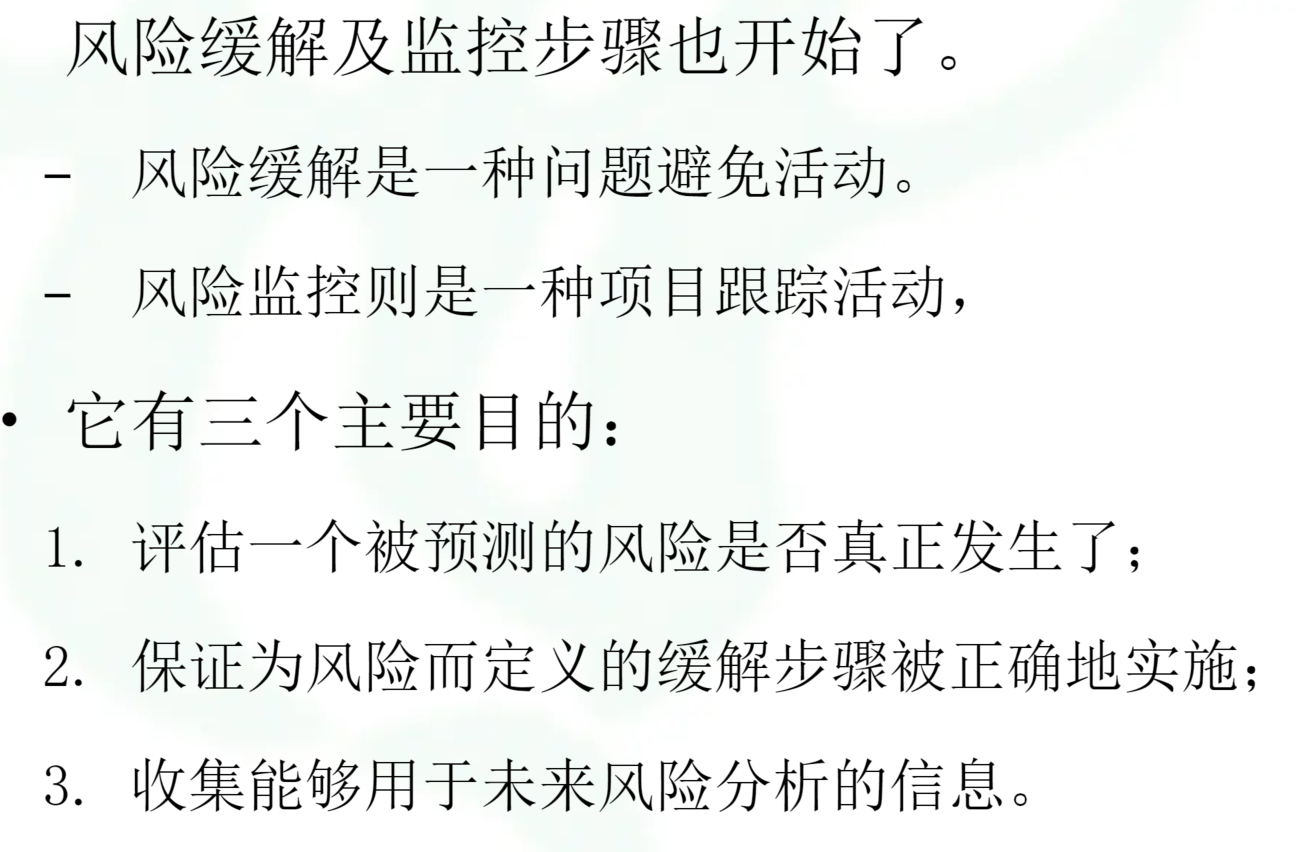 风险缓解及监控步骤也开始了。
– 风险缓解是一种问题避免活动。
– 风险监控则是一种项目跟踪活动，
• 它有三个主要目的：
1. 评估一个被预测的风险是否真正发生了；
2. 保证为风险而定义的缓解步骤被正确地实施；
3. 收集能够用于未来风险分析的信息。